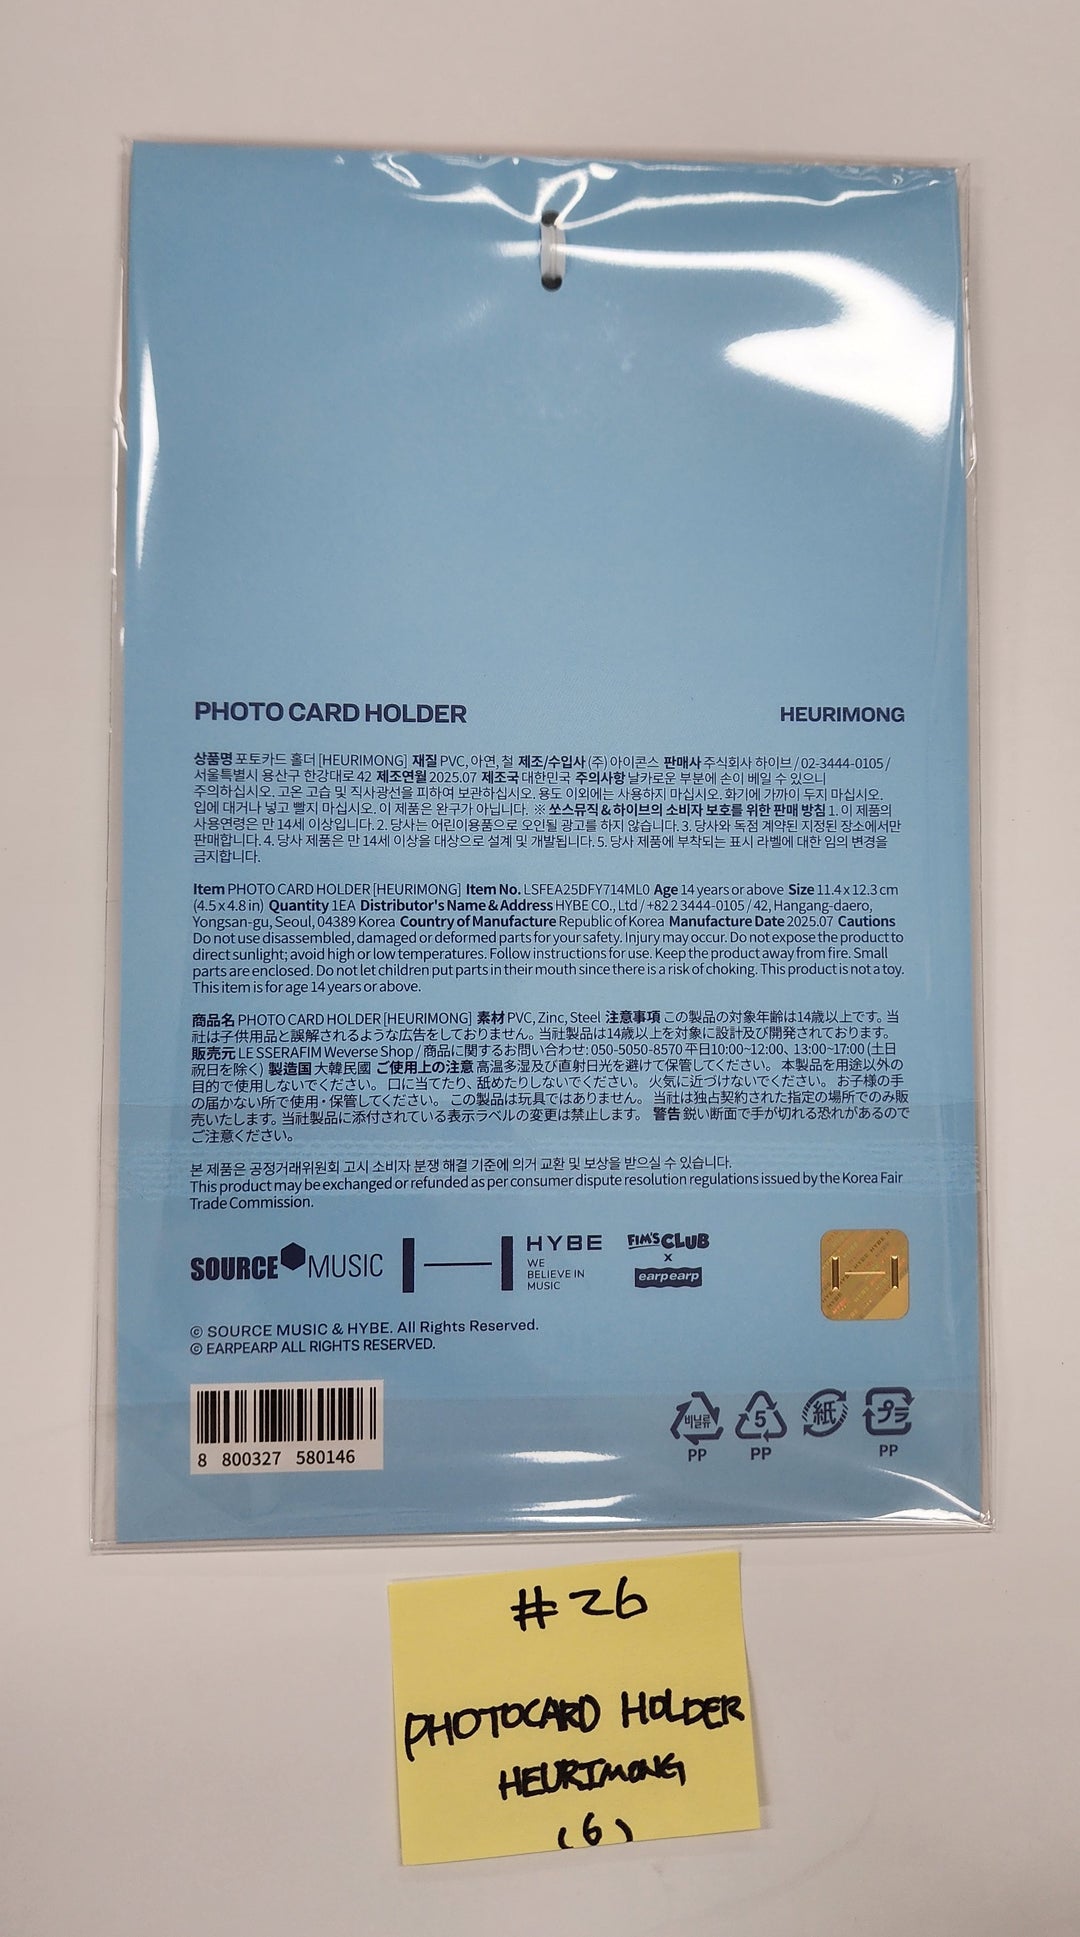 PHOTO CARD HOLDER
HEURIMONG
상품명 포토카드 홀더 [HEURIMONG] 재질 PVC, 아연, 철 제조/수입사 (주) 아이콘스 판매사 주식회사 하이브 / 02-3444-0105 /
서울특별시 용산구 한강대로 42 제조연월 2025.07 제조국 대한민국 주의사항 날카로운 부분에 손이 베일 수 있으니
주의하십시오. 고온 고습 및 직사광선을 피하여 보관하십시오. 용도 이외에는 사용하지 마십시오. 화기에 가까이 두지 마십시오.
입에 대거나 넣고 빨지 마십시오. 이 제품은 완구가 아닙니다. ※ 쏘스뮤직 & 하이브의 소비자 보호를 위한 판매 방침 1. 이 제품의
사용연령은 만 14세 이상입니다. 2. 당사는 어린이용품으로 오인될 광고를 하지 않습니다. 3. 당사와 독점 계약된 지정된 장소에서만
판매합니다. 4. 당사 제품은 만 14세 이상을 대상으로 설계 및 개발됩니다. 5. 당사 제품에 부착되는 표시 라벨에 대한 임의 변경을
금지합니다.
Item PHOTO CARD HOLDER [HEURIMONG] Item No. LSFEA25DFY714ML0 Age 14 years or above Size 11.4 x 12.3 cm
(4.5 x 4.8 in) Quantity 1EA Distributor's Name & Address HYBE CO., Ltd / +82 2 3444-0105 / 42, Hangang-daero,
Yongsan-gu, Seoul, 04389 Korea Country of Manufacture Republic of Korea Manufacture Date 2025.07 Cautions
Do not use disassembled, damaged or deformed parts for your safety. Injury may occur. Do not expose the product to
direct sunlight; avoid high or low temperatures. Follow instructions for use. Keep the product away from fire. Small
parts are enclosed. Do not let children put parts in their mouth since there is a risk of choking. This product is not a toy.
This item is for age 14 years or above.
商品名 PHOTO CARD HOLDER [HEURIMONG] 素材 PVC, Zinc, Steel 注意事項 この製品の対象年齢は14歳以上です。当
社は子供用品と誤解されるような広告をしておりません。当社製品は14歳以上を対象に設計及び開発されております。
販売元 LE SSERAFIM Weverse Shop / 商品に関するお問い合わせ: 050-5050-8570 平日10:00~12:00、13:00~17:00 (土日
祝日を除く) 製造国 大韓民國 ご使用上の注意 高温多湿及び直射日光を避けて保管してください。 本製品を用途以外の
目的で使用しないでください。 口に当てたり、舐めたりしないでください。 火気に近づけないでください。 お子様の手
の届かない所で使用・保管してください。 この製品は玩具ではありません。 当社は独占契約された指定の場所でのみ販
売いたします。当社製品に添付されている表示ラベルの変更は禁止します。 警告 鋭い断面で手が切れる恐れがあるので
ご注意ください。
본 제품은 공정거래위원회 고시 소비자 분쟁 해결 기준에 의거 교환 및 보상을 받으실 수 있습니다.
This product may be exchanged or refunded as per consumer dispute resolution regulations issued by the Korea Fair
Trade Commission.
SOURCE MUSIC
HYBE
WE
BELIEVE IN
MUSIC
FIM'S CLUB
x
earpearp
© SOURCE MUSIC & HYBE. All Rights Reserved.
© EARPEARP ALL RIGHTS RESERVED.
8 800327 580146
비닐류
PP
5
PP
紙
プラ
PP
#26
PHOTOCARD HOLDER
HEURIMONG
(6)